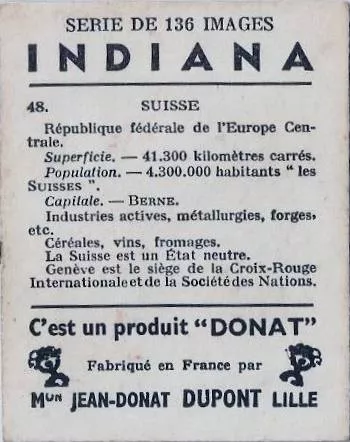 SERIE DE 136 IMAGES
INDIANA
48. SUISSE
République fédérale de l'Europe Cen-
trale.
Superficie. — 41.300 kilomètres carrés.
Population. — 4.300.000 habitants " les
SUISSES ".
Capitale. — BERNE.
Industries actives, métallurgies, forges,
etc.
Céréales, vins, fromages.
La Suisse est un État neutre.
Genève est le siège de la Croix-Rouge
Internationale et de la Société des Nations.
C'est un produit "DONAT"
Fabriqué en France par
MON JEAN-DONAT DUPONT LILLE